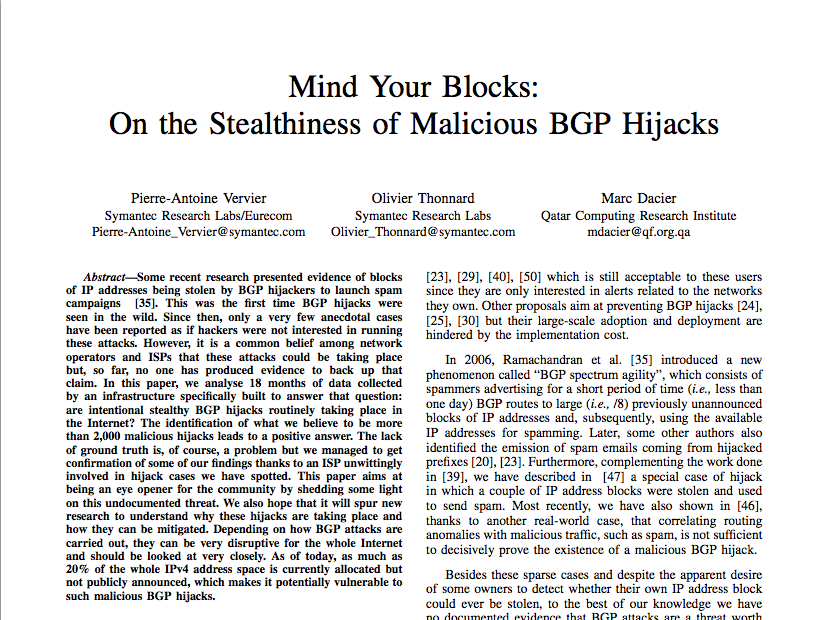 Mind Your Blocks:
On the Stealthiness of Malicious BGP Hijacks
Pierre-Antoine Vervier
Symantec Research Labs/Eurecom
Pierre-Antoine_Vervier@symantec.com
Olivier Thonnard
Symantec Research Labs
Olivier_Thonnard@symantec.com
Marc Dacier
Qatar Computing Research Institute
mdacier@qf.org.qa
Abstract—Some recent research presented evidence of blocks
of IP addresses being stolen by BGP hijackers to launch spam
campaigns [35]. This was the first time BGP hijacks were
seen in the wild. Since then, only a very few anecdotal cases
have been reported as if hackers were not interested in running
these attacks. However, it is a common belief among network
operators and ISPs that these attacks could be taking place
but, so far, no one has produced evidence to back up that
claim. In this paper, we analyse 18 months of data collected
by an infrastructure specifically built to answer that question:
are intentional stealthy BGP hijacks routinely taking place in
the Internet? The identification of what we believe to be more
than 2,000 malicious hijacks leads to a positive answer. The lack
of ground truth is, of course, a problem but we managed to get
confirmation of some of our findings thanks to an ISP unwittingly
involved in hijack cases we have spotted. This paper aims at
being an eye opener for the community by shedding some light
on this undocumented threat. We also hope that it will spur new
research to understand why these hijacks are taking place and
how they can be mitigated. Depending on how BGP attacks are
carried out, they can be very disruptive for the whole Internet
and should be looked at very closely. As of today, as much as
20% of the whole IPv4 address space is currently allocated but
not publicly announced, which makes it potentially vulnerable to
such malicious BGP hijacks.
[23], [29], [40], [50] which is still acceptable to these users
since they are only interested in alerts related to the networks
they own. Other proposals aim at preventing BGP hijacks [24],
[25], [30] but their large-scale adoption and deployment are
hindered by the implementation cost.
In 2006, Ramachandran et al. [35] introduced a new
phenomenon called “BGP spectrum agility”, which consists of
spammers advertising for a short period of time (i.e., less than
one day) BGP routes to large (i.e., /8) previously unannounced
blocks of IP addresses and, subsequently, using the available
IP addresses for spamming. Later, some other authors also
identified the emission of spam emails coming from hijacked
prefixes [20], [23]. Furthermore, complementing the work done
in [39], we have described in [47] a special case of hijack
in which a couple of IP address blocks were stolen and used
to send spam. Most recently, we have also shown in [46],
thanks to another real-world case, that correlating routing
anomalies with malicious traffic, such as spam, is not sufficient
to decisively prove the existence of a malicious BGP hijack.
Besides these sparse cases and despite the apparent desire
of some owners to detect whether their own IP address block
could ever be stolen, to the best of our knowledge we have
no documented evidence that BGP attacks are a threat worth